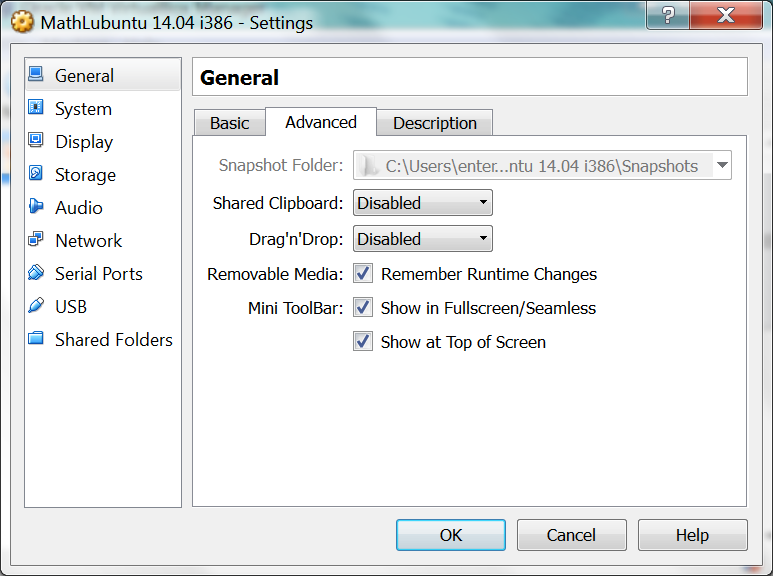 MathLubuntu 14.04 i386 - Settings
General
System
Display
Storage
Audio
Network
Serial Ports
USB
Shared Folders
General
Basic Advanced Description
Snapshot Folder: C:\Users\enter...ntu 14.04 i386\Snapshots
Shared Clipboard: Disabled
Drag'n'Drop: Disabled
Removable Media: Remember Runtime Changes
Mini ToolBar: Show in Fullscreen/Seamless
Show at Top of Screen
OK Cancel Help